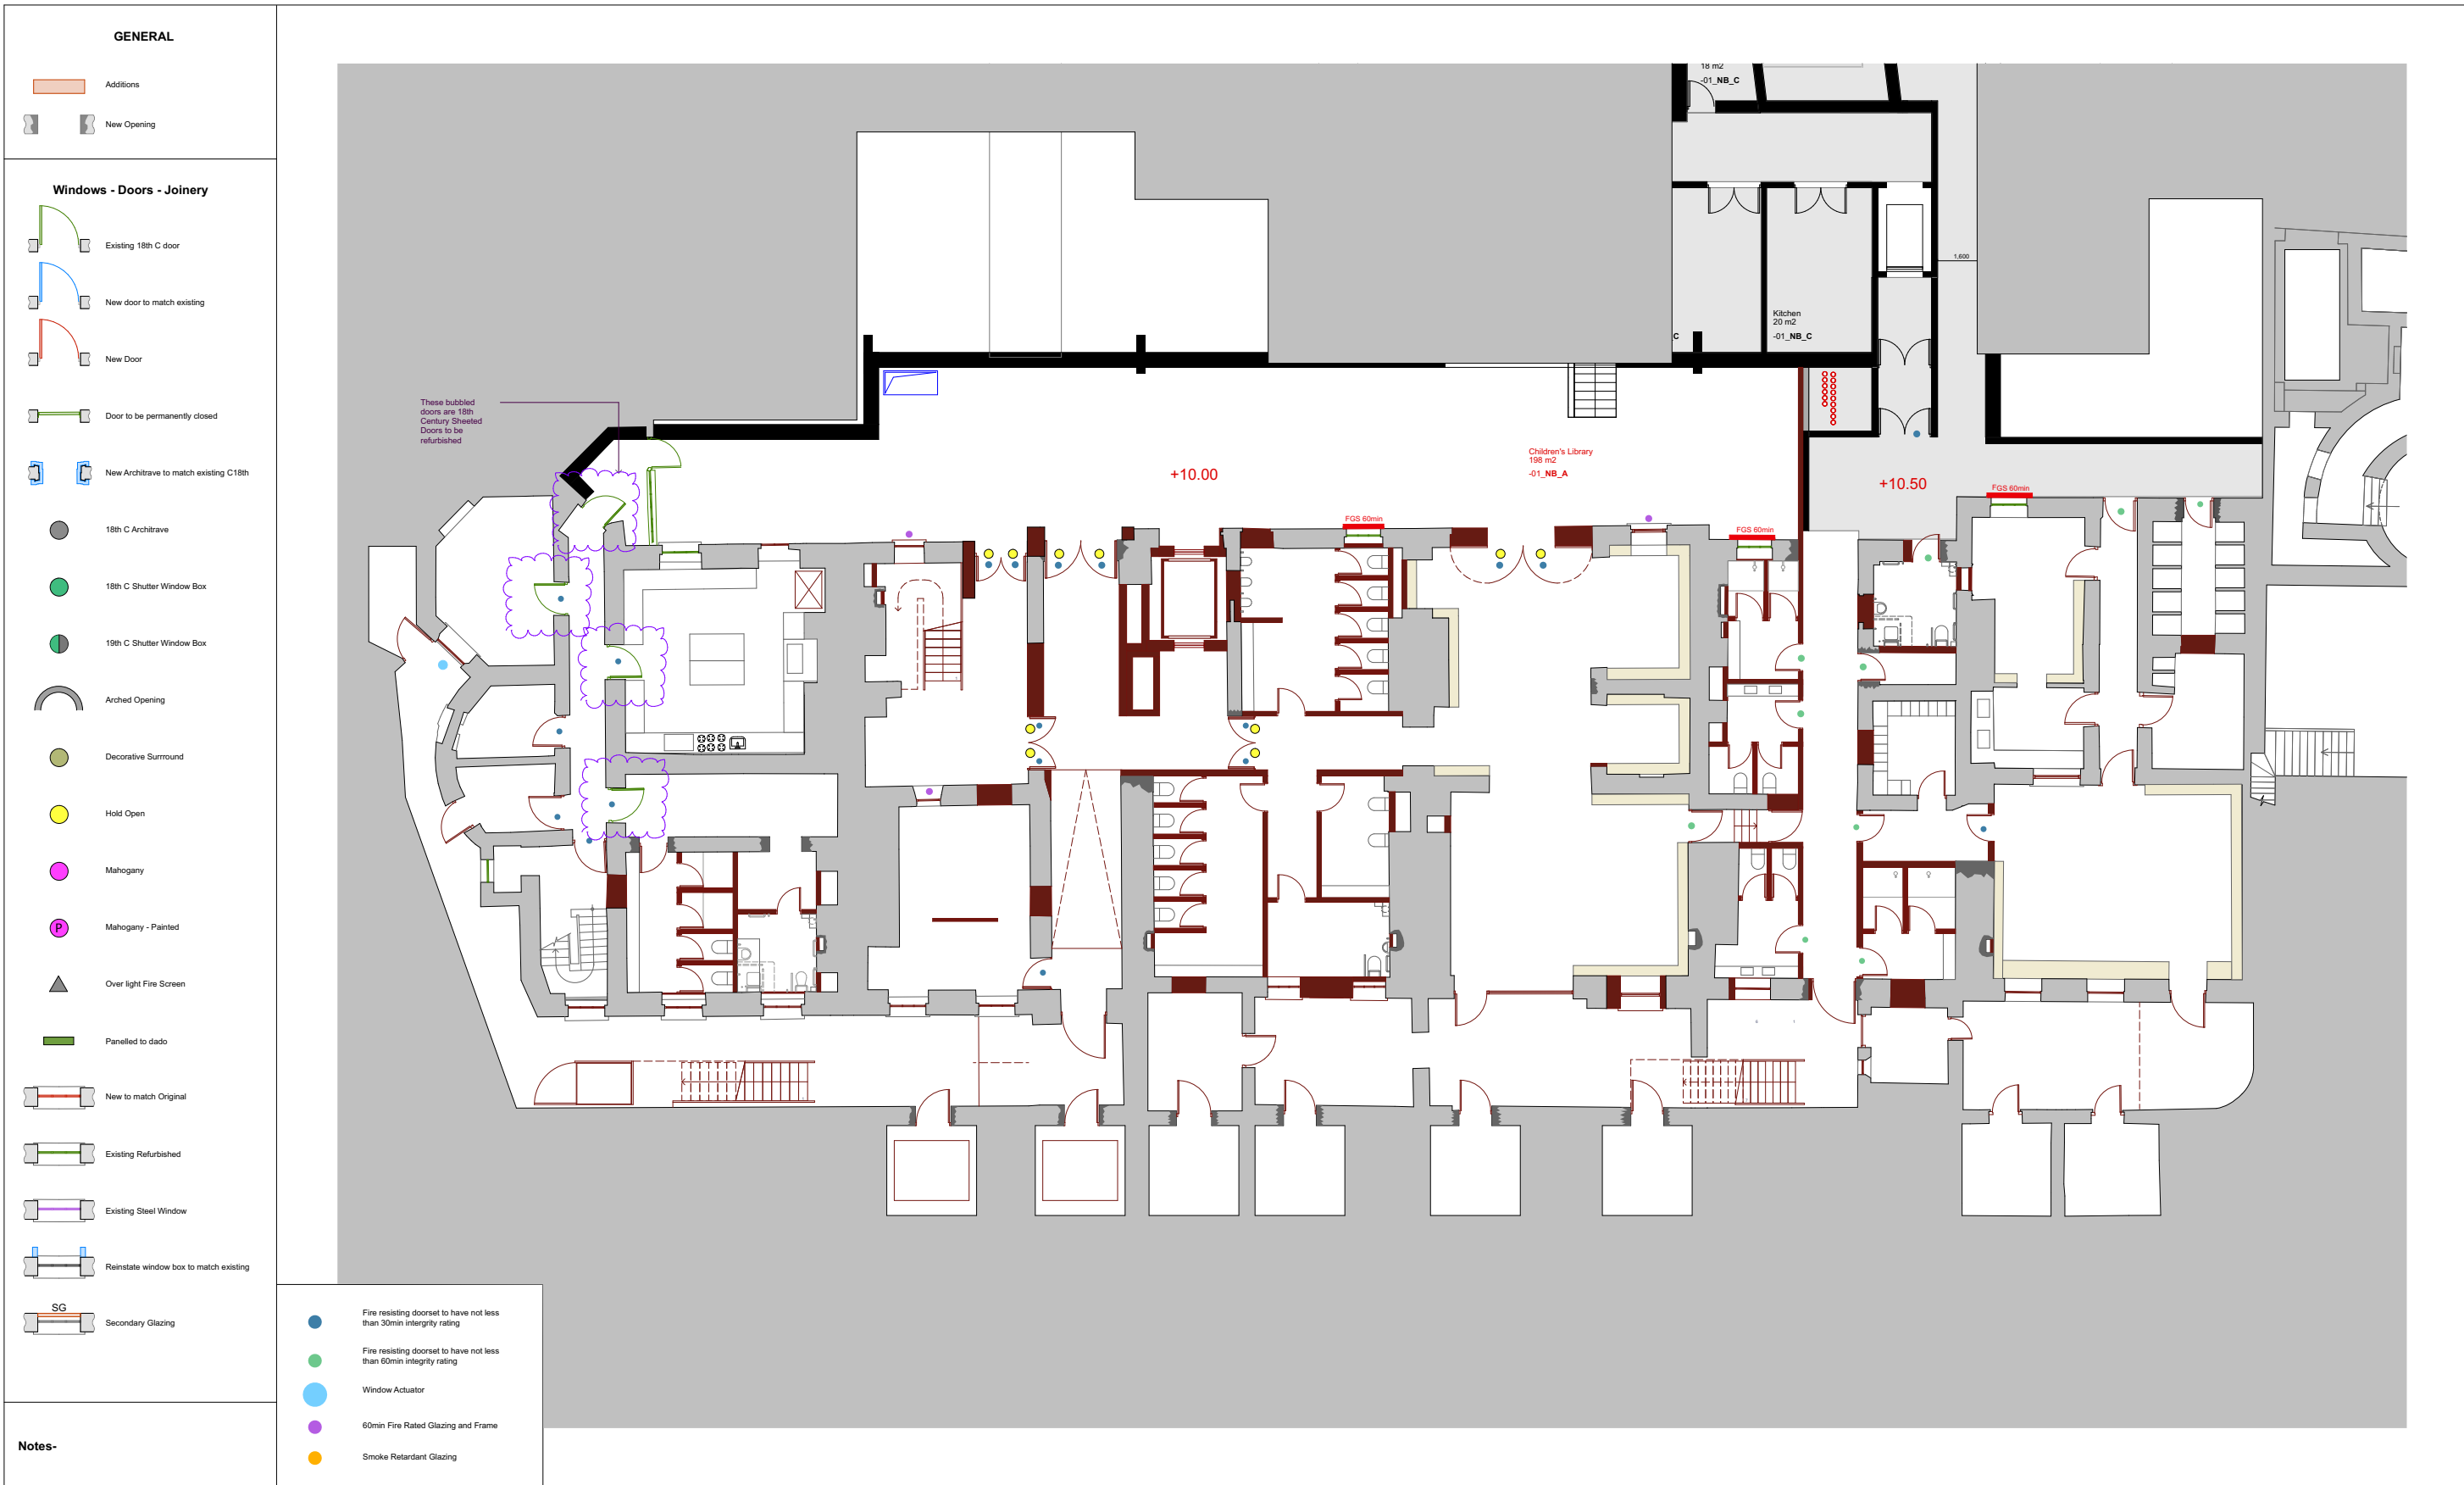 GENERAL
Additions
New Opening
Windows - Doors - Joinery
Existing 18th C door
New door to match existing
New Door
Door to be permanently closed
New Architrave to match existing C18th
18th C Architrave
18th C Shutter Window Box
19th C Shutter Window Box
Arched Opening
Decorative Surrround
Hold Open
Mahogany
P
Mahogany - Painted
Over light Fire Screen
Panelled to dado
New to match Original
Existing Refurbished
Existing Steel Window
Reinstate window box to match existing
SG
Secondary Glazing
Notes-
Fire resisting doorset to have not less
than 30min intergrity rating
Fire resisting doorset to have not less
than 60min integrity rating
Window Actuator
60min Fire Rated Glazing and Frame
Smoke Retardant Glazing
18 m2
-01_NB_C
1,600
Kitchen
20 m2
-01_NB_C
C
These bubbled
doors are 18th
Century Sheeted
Doors to be
refurbished
Children's Library
198 m2
-01_NB_A
+10.00
+10.50
FGS 60min
FGS 60min
FGS 60min